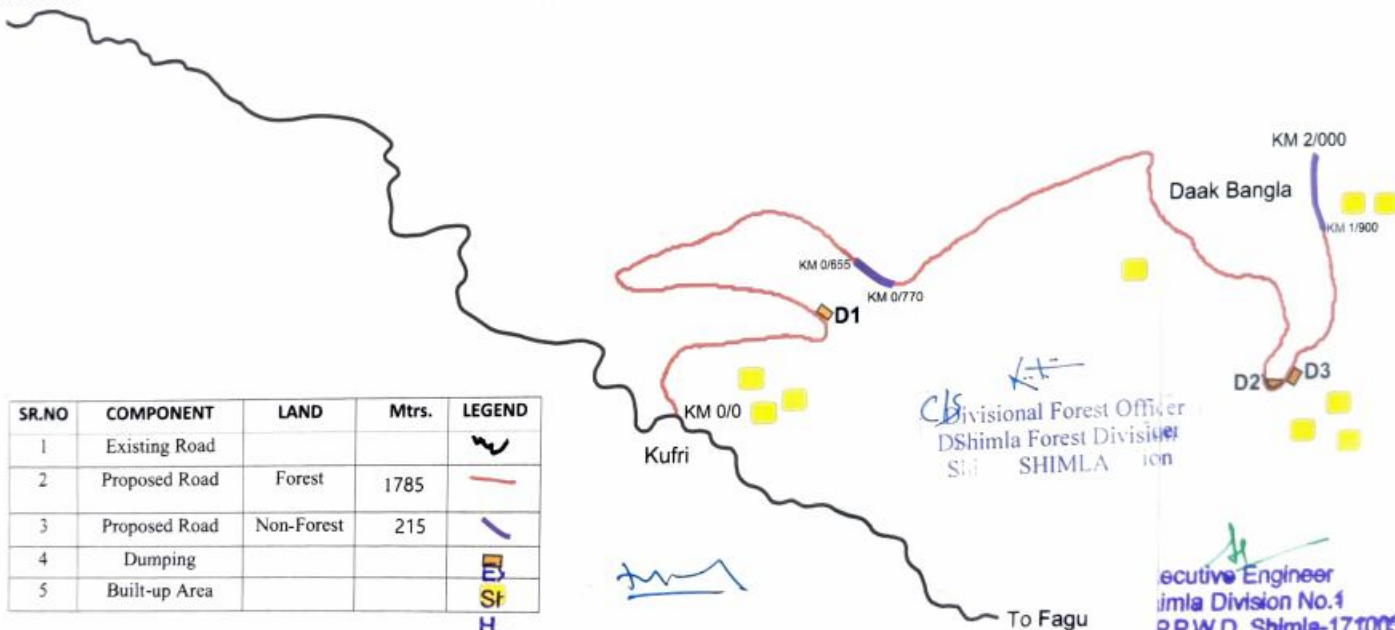 KM 2/000
Daak Bangla
KM 1/900
KM 0/655
KM 0/770
D1
D2
D3
KM 0/0
Kufri
To Fagu
SR.NO COMPONENT LAND Mtrs. LEGEND
1 Existing Road
2 Proposed Road Forest 1785
3 Proposed Road Non-Forest 215
4 Dumping
5 Built-up Area
Divisional Forest Officer
Shimla Forest Division
SHIMLA
ecutive Engineer
imla Division No.1
P.W.D. Shimla-17100